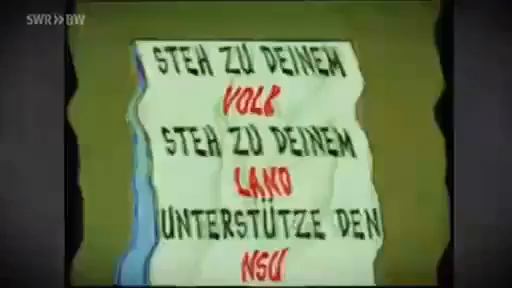 SWR»BW
STEH ZU DEINEM
VOLK
STEH ZU DEINEM
LAND
UNTERSTÜTZE DEN
NSU